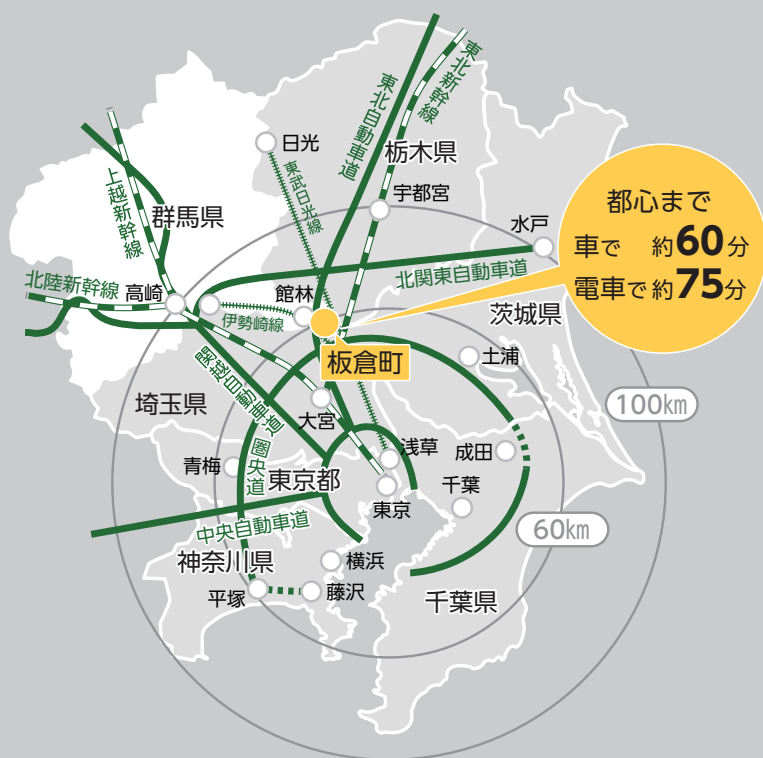 東北新幹線
東北自動車道
日光
栃木県
東武日光線
上越新幹線
群馬県
宇都宮
水戸
都心まで
車で 約60分
電車で約75分
北陸新幹線
高崎
館林
北関東自動車道
伊勢崎線
茨城県
板倉町
土浦
関越自動車道
埼玉県
100km
大宮
圏央道
浅草
成田
青梅
東京都
東京
千葉
中央自動車道
60km
神奈川県
横浜
平塚
藤沢
千葉県